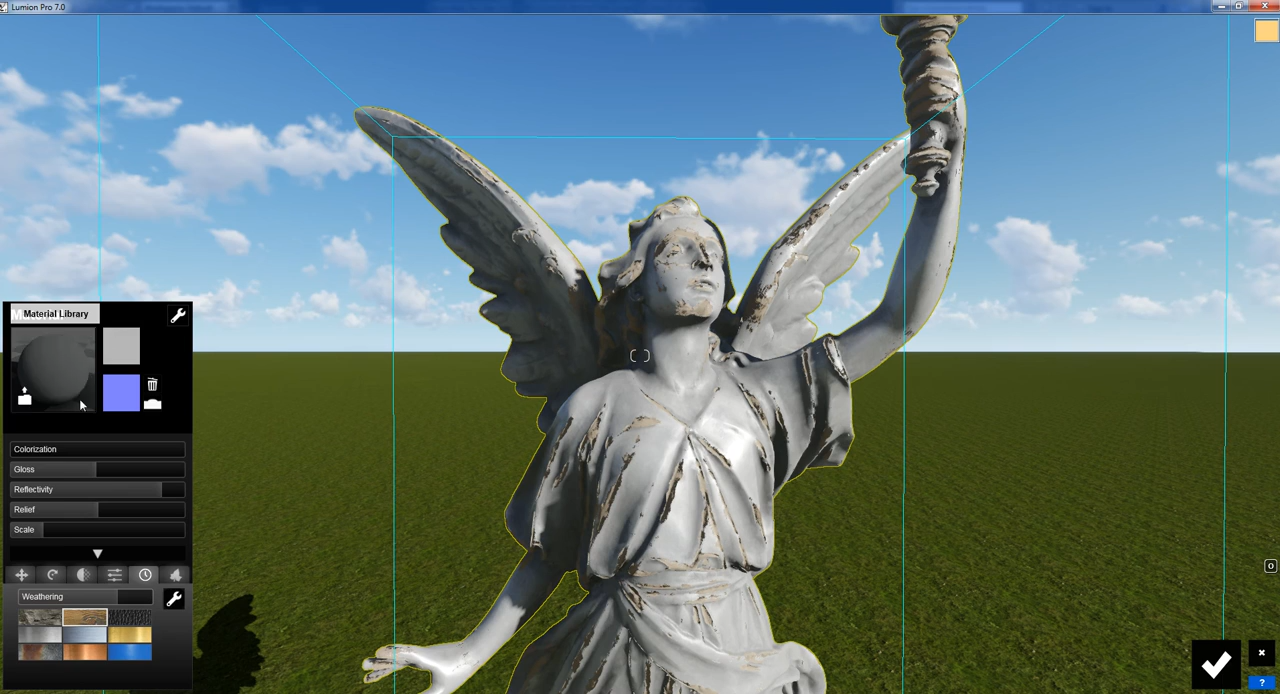 Lumion Pro 7.0
Material Library
Colorization
Gloss
Reflectivity
Relief
Scale
Weathering
O
?